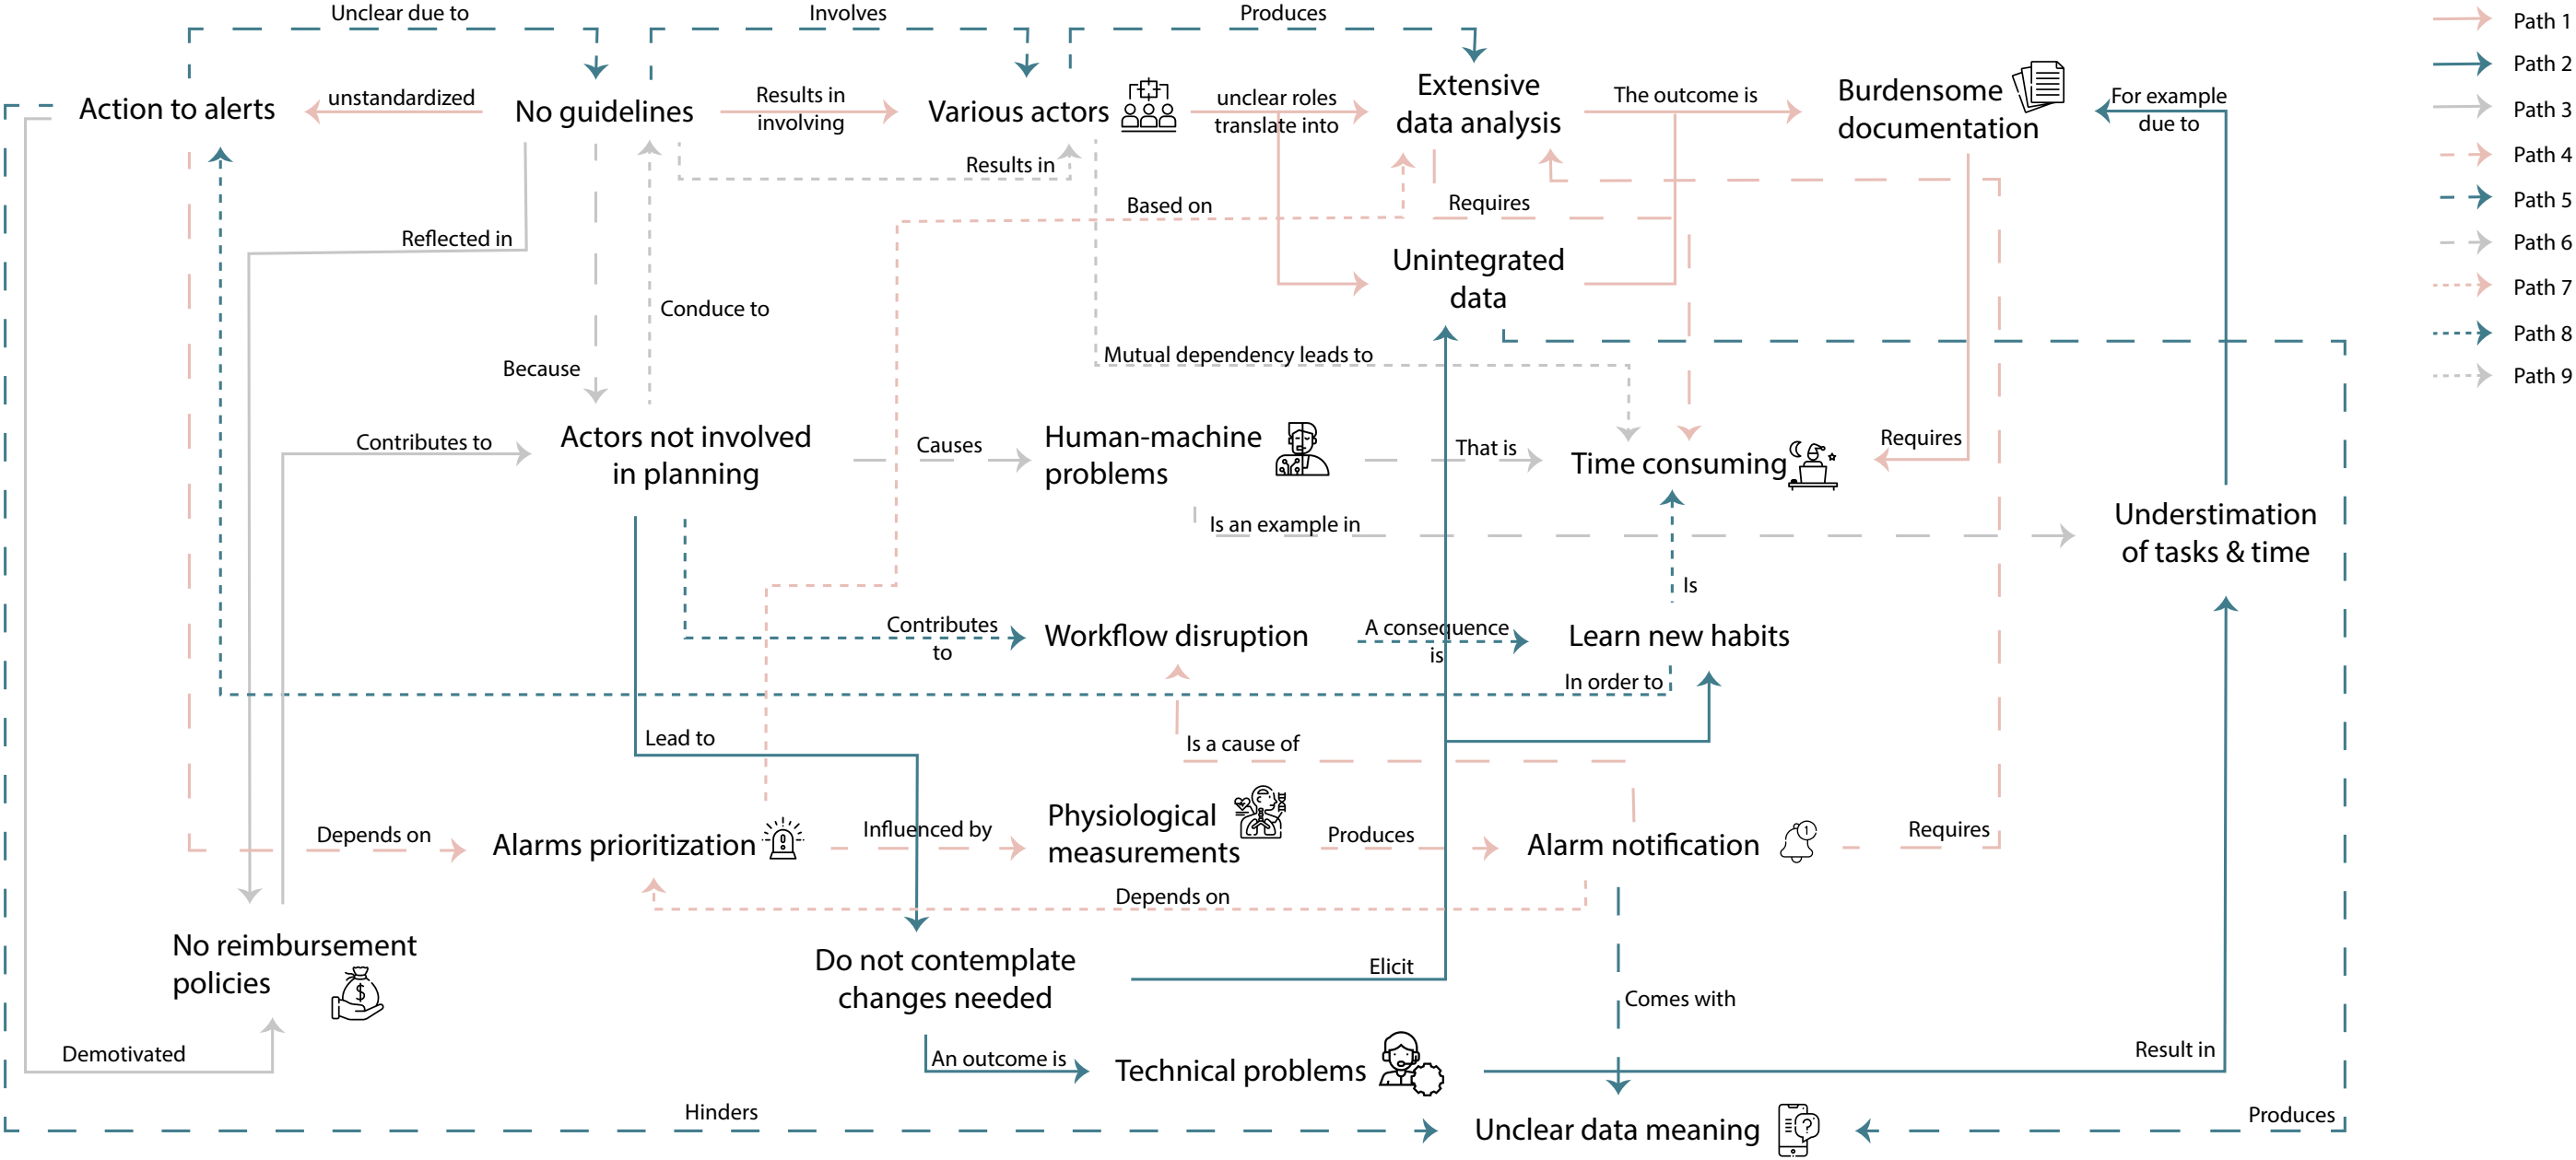 Unclear due to
Involves
Produces
Path 1
Path 2
Path 3
Path 4
Path 5
Path 6
Path 7
Path 8
Path 9
Action to alerts
unstandardized
No guidelines
Results in
involving
Various actors
unclear roles
translate into
Extensive
data analysis
The outcome is
Burdensome
documentation
For example
due to
Results in
Based on
Requires
Reflected in
Unintegrated
data
Conduce to
Because
Mutual dependency leads to
Contributes to
Actors not involved
in planning
Causes
Human-machine
problems
That is
Time consuming
Requires
Is an example in
Understimation
of tasks & time
Is
Contributes
to
Workflow disruption
A consequence
is
Learn new habits
In order to
Lead to
Is a cause of
Depends on
Alarms prioritization
Influenced by
Physiological
measurements
Produces
Alarm notification
1
Requires
Depends on
No reimbursement
policies
$
Do not contemplate
changes needed
Elicit
Comes with
Demotivated
An outcome is
Technical problems
Result in
Hinders
Unclear data meaning
?
Produces